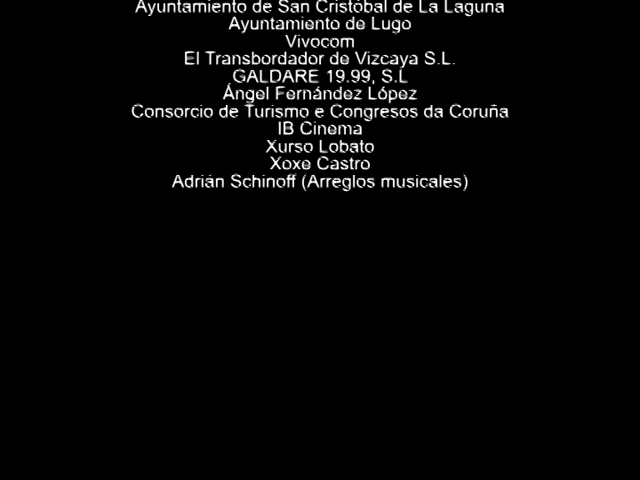 Ayuntamiento de San Cristóbal de La Laguna
Ayuntamiento de Lugo
Vivocom
El Transbordador de Vizcaya S.L.
GALDARE 19.99, S.L
Ángel Fernández López
Consorcio de Turismo e Congresos da Coruña
IB Cinema
Xurso Lobato
Xoxe Castro
Adrián Schinoff (Arreglos musicales)